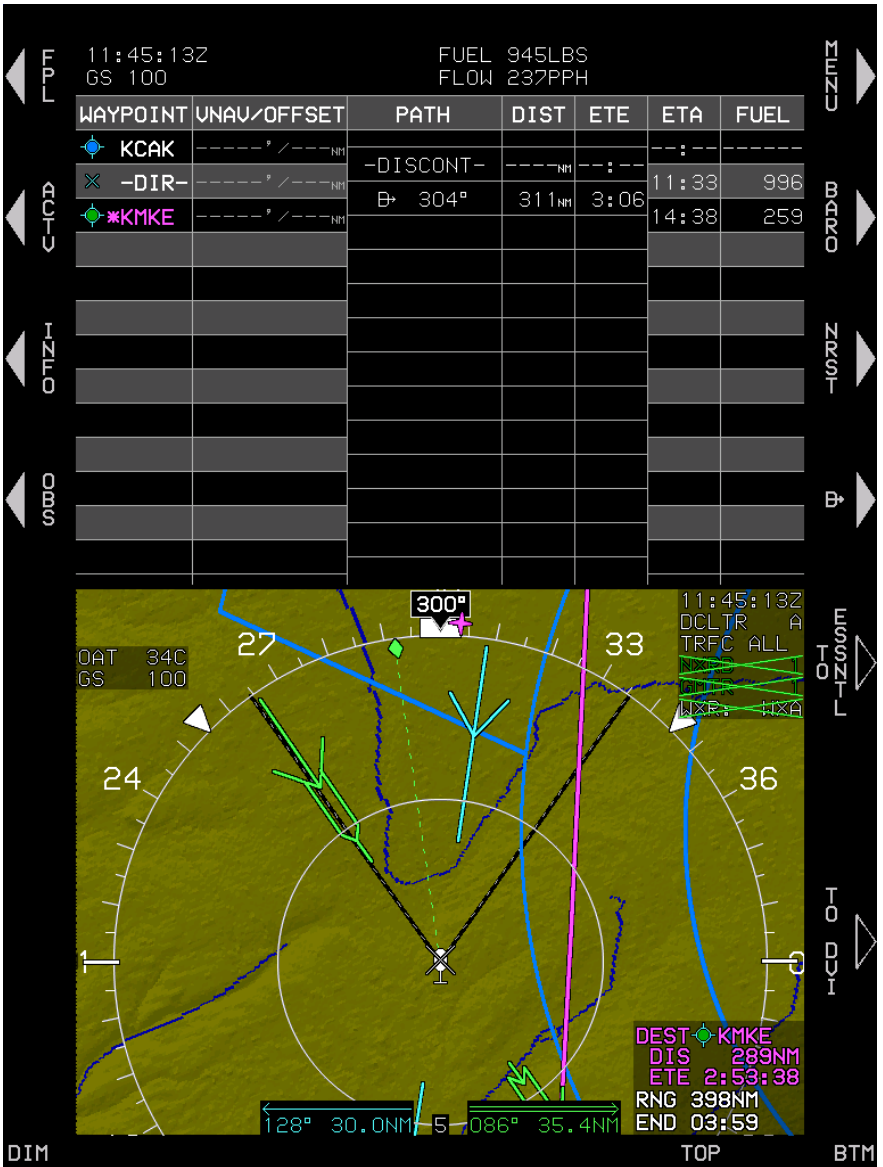 FPL
11:45:13Z
GS 100
FUEL 945LBS
FLOW 237PPH
MENU
WAYPOINT VNAV/OFFSET PATH DIST ETE ETA FUEL
KCAK -----'/---NM --:-- -----
-DISCONT- ----NM --:--
-DIR- -----'/---NM 11:33 996
304° 311NM 3:06
*KMKE -----'/---NM 14:38 259
ACTV
BARO
INFO
NRST
OBS
300°
27
33
24
36
OAT 34C
GS 100
11:45:13Z
DCLTR A
TRFC ALL
WXR: WXA
TO ESSNTL
TO DVI
DEST KMKE
DIS 289NM
ETE 2:53:38
RNG 398NM
END 03:59
128° 30.0NM
5
086° 35.4NM
DIM
TOP
BTM